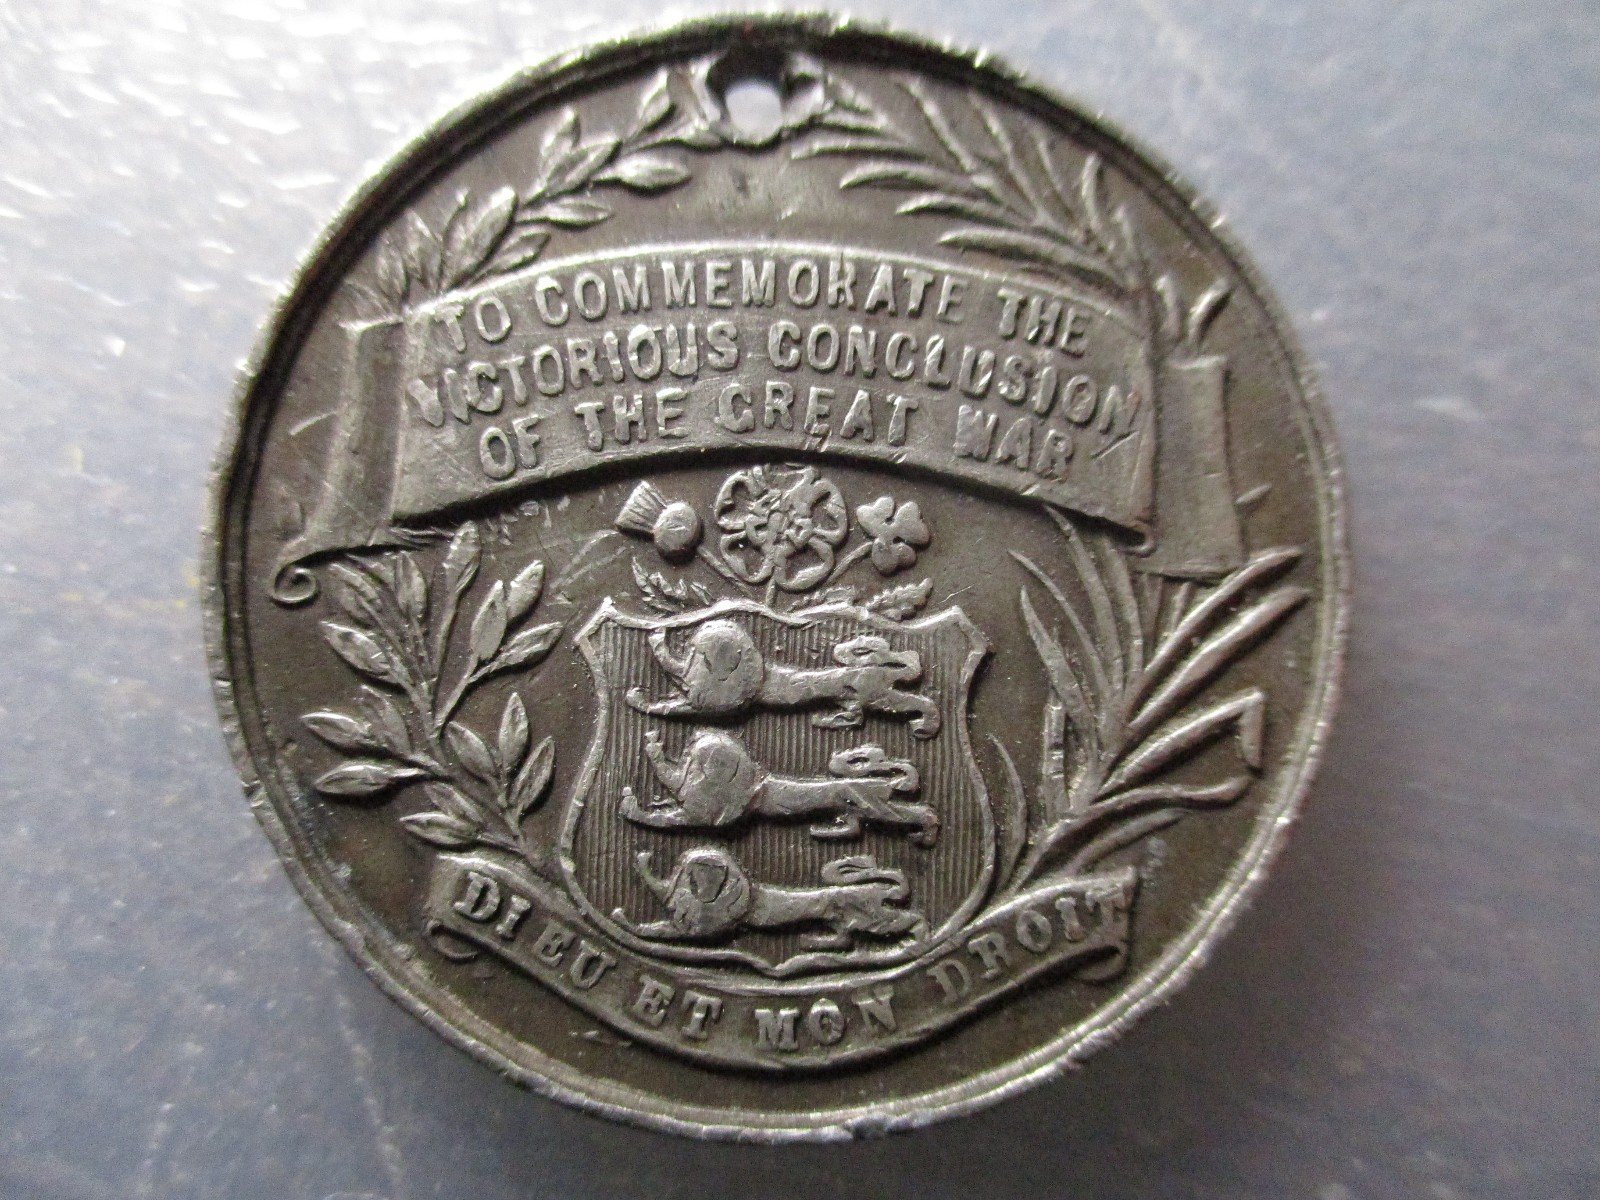 TO COMMEMORATE THE
VICTORIOUS CONCLUSION
OF THE GREAT WAR
DIEU ET MON DROIT